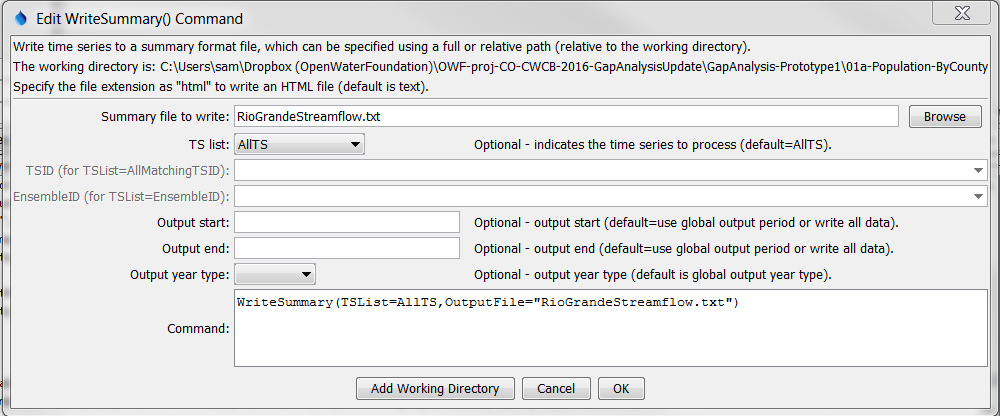 Edit WriteSummary() Command
Write time series to a summary format file, which can be specified using a full or relative path (relative to the working directory).
The working directory is: C:\Users\sam\Dropbox (OpenWaterFoundation)\OWF-proj-CO-CWCB-2016-GapAnalysisUpdate\GapAnalysis-Prototype1\01a-Population-ByCounty
Specify the file extension as "html" to write an HTML file (default is text).
Summary file to write: RioGrandeStreamflow.txt Browse
TS list: AllTS Optional - indicates the time series to process (default=AllTS).
TSID (for TSList=AllMatchingTSID):
EnsembleID (for TSList=EnsembleID):
Output start: Optional - output start (default=use global output period or write all data).
Output end: Optional - output end (default=use global output period or write all data).
Output year type: Optional - output year type (default is global output year type).
Command: WriteSummary(TSList=AllTS,OutputFile="RioGrandeStreamflow.txt")
Add Working Directory Cancel OK